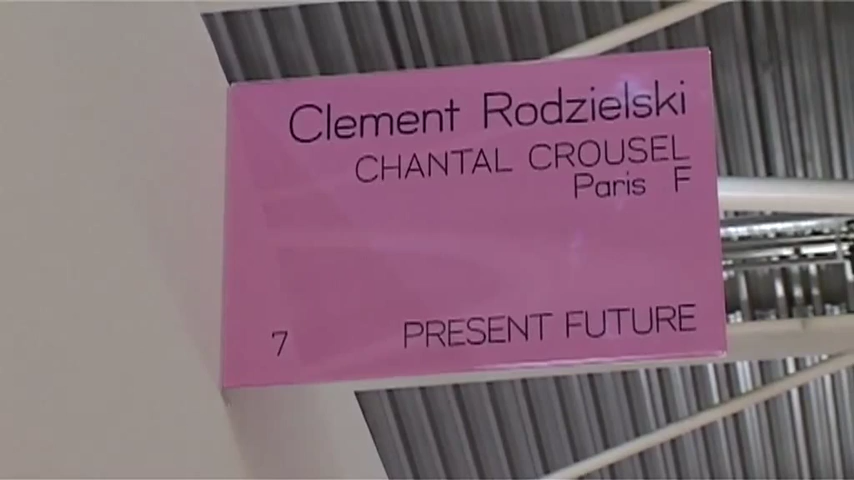 Clement Rodzielski
CHANTAL CROUSEL
Paris F
7 PRESENT FUTURE